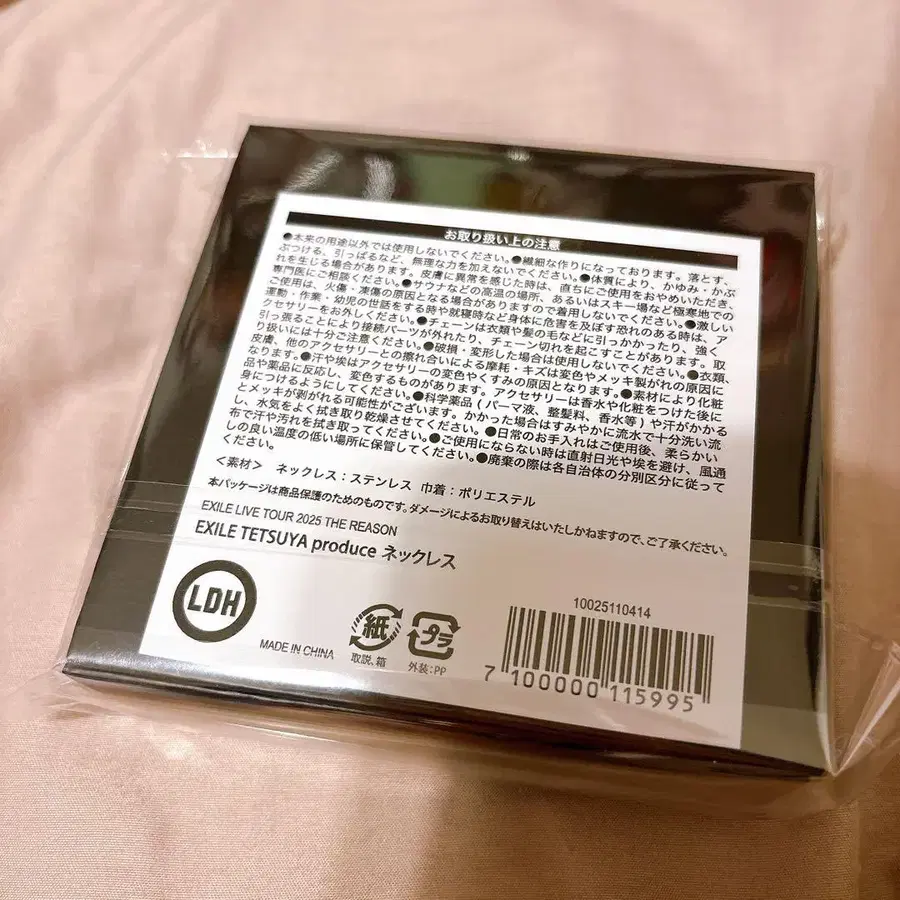 お取り扱い上の注意
●本来の用途以外では使用しないでください。●繊細な作りになっております。落とす、
ぶつける、引っぱるなど、無理な力を加えないでください。●体質により、かゆみ・かぶ
れを生じる場合があります。皮膚に異常を感じた時は、直ちにご使用をおやめいただき、
専門医にご相談ください。●サウナなどの高温の場所、あるいはスキー場など極寒地での
ご使用は、火傷・凍傷の原因となる場合がありますので着用しないでください。●激しい
運動・作業・幼児の世話をする時や就寝時など身体に危害を及ぼす恐れのある時は、ア
クセサリーをお外しください。●チェーンは衣類や髪の毛などに引っかかったり、強く
引っ張ることにより接続パーツが外れたり、チェーン切れを起こすことがあります。取
り扱いには十分ご注意ください。●破損・変形した場合は使用しないでください。●衣類、
皮膚、他のアクセサリーとの擦れ合いによる摩耗・キズは変色やメッキ製がれの原因に
なります。●汗や埃はアクセサリーの変色やくすみの原因となります。●素材により化粧
品や薬品に反応し、変色するものがあります。アクセサリーは香水や化粧をつけた後に
身につけるようにしてください。●科学薬品（パーマ液、整髪料、香水等）や汗がかかる
とメッキが剥がれる可能性がございます。かかった場合はすみやかに流水で十分洗い流
し、水気をよく拭き取り乾燥させてください。●日常のお手入れはご使用後、柔らかい
布で汗や汚れを拭き取ってください。●ご使用にならない時は直射日光や埃を避け、風通
しの良い温度の低い場所に保管してください。●廃棄の際は各自治体の分別区分に従って
ください。
＜素材＞ ネックレス：ステンレス 巾着：ポリエステル
本パッケージは商品保護のためのものです。ダメージによるお取り替えはいたしかねますので、ご了承ください。
EXILE LIVE TOUR 2025 THE REASON
EXILE TETSUYA produce ネックレス
LDH
MADE IN CHINA
紙
取説、箱
プラ
外装：PP
10025110414
7 100000 115995